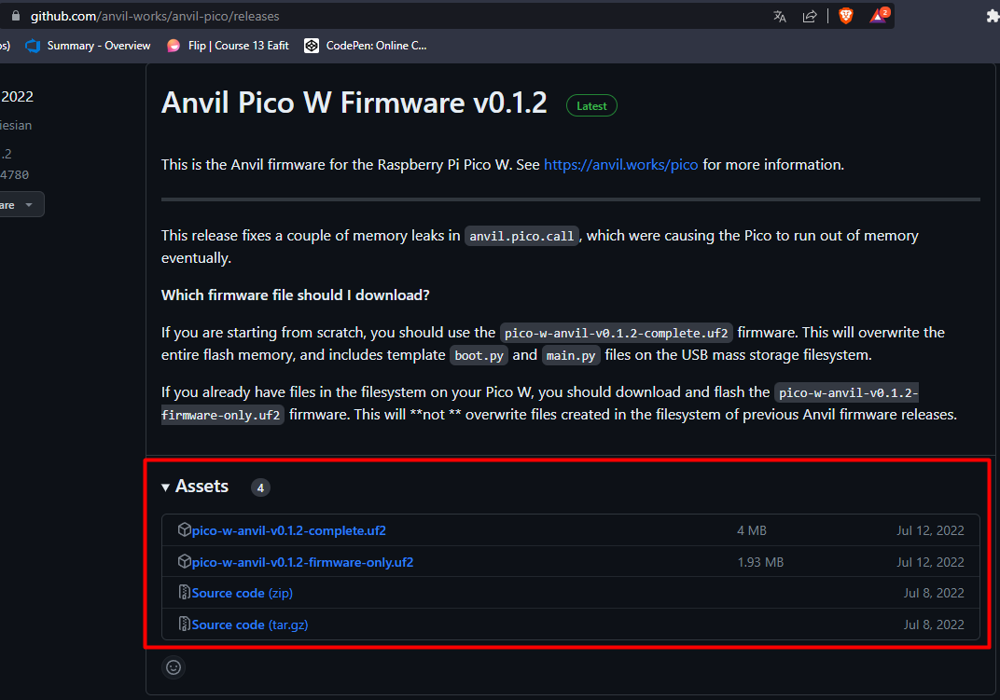 github.com/anvil-works/anvil-pico/releases
2
os) Summary - Overview Flip | Course 13 Eafit CodePen: Online C...
2022
iesian
.2
4780
are
Anvil Pico W Firmware v0.1.2 Latest
This is the Anvil firmware for the Raspberry Pi Pico W. See https://anvil.works/pico for more information.
This release fixes a couple of memory leaks in anvil.pico.call, which were causing the Pico to run out of memory
eventually.
Which firmware file should I download?
If you are starting from scratch, you should use the pico-w-anvil-v0.1.2-complete.uf2 firmware. This will overwrite the
entire flash memory, and includes template boot.py and main.py files on the USB mass storage filesystem.
If you already have files in the filesystem on your Pico W, you should download and flash the pico-w-anvil-v0.1.2-
firmware-only.uf2 firmware. This will **not ** overwrite files created in the filesystem of previous Anvil firmware releases.
Assets 4
pico-w-anvil-v0.1.2-complete.uf2 4 MB Jul 12, 2022
pico-w-anvil-v0.1.2-firmware-only.uf2 1.93 MB Jul 12, 2022
Source code (zip) Jul 8, 2022
Source code (tar.gz) Jul 8, 2022